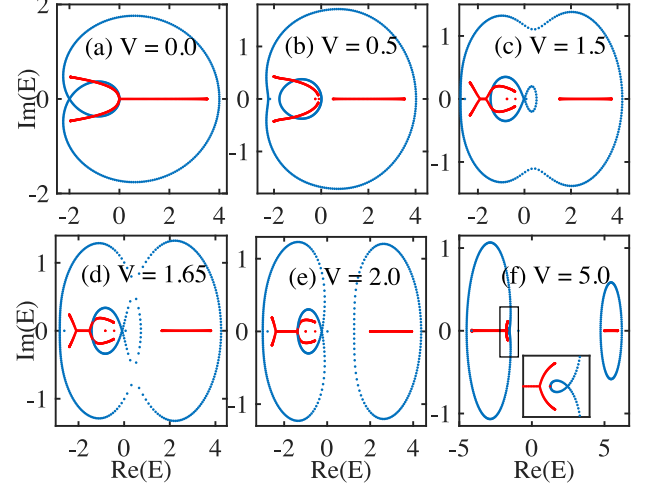 (a) V = 0.0
(b) V = 0.5
(c) V = 1.5
Im(E)
2
0
-2
-2 0 2 4
1
0
-1
-2 0 2 4
1
0
-1
-2 0 2 4
(d) V = 1.65
(e) V = 2.0
(f) V = 5.0
Im(E)
1
0
-1
-2 0 2 4
Re(E)
1
0
-1
-2 0 2 4
Re(E)
1
0
-1
-5 0 5
Re(E)